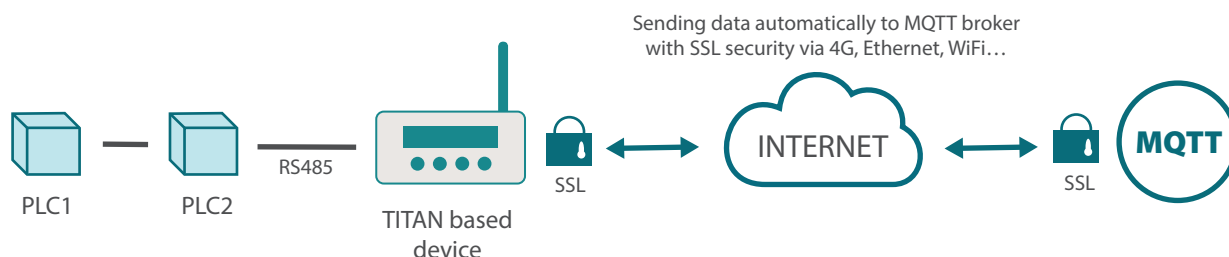 Sending data automatically to MQTT broker
with SSL security via 4G, Ethernet, WiFi…
PLC1
PLC2
RS485
TITAN based
device
SSL
INTERNET
SSL
MQTT